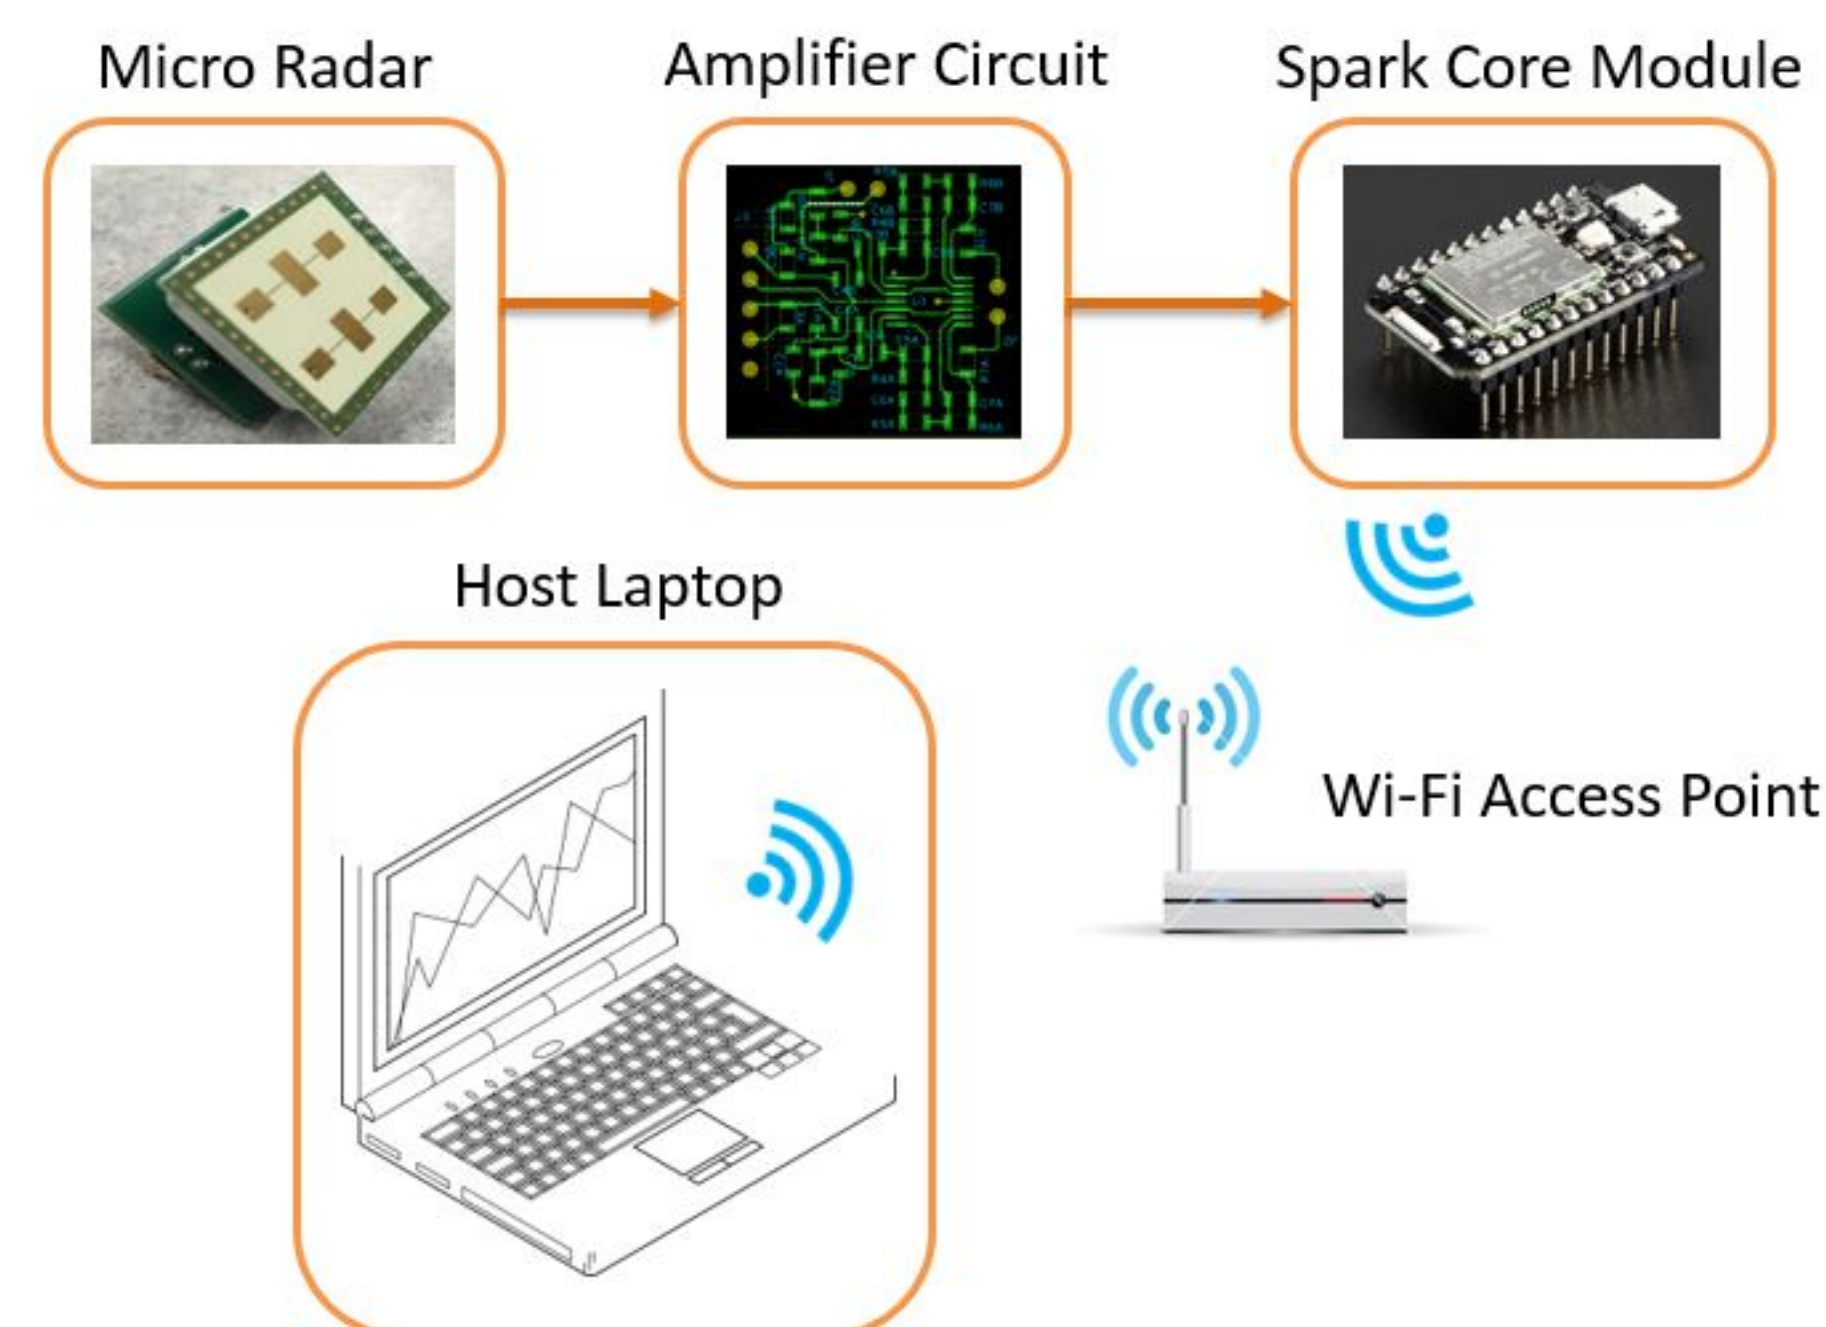 Micro Radar
Amplifier Circuit
Spark Core Module
Host Laptop
Wi-Fi Access Point